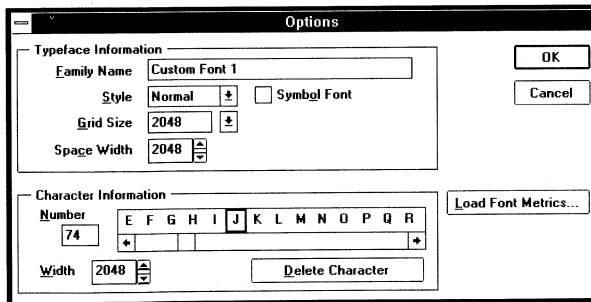 Options
Typeface Information
Family Name Custom Font 1
Style Normal Symbol Font
Grid Size 2048
Space Width 2048
OK
Cancel
Character Information
Number
74
E F G H I J K L M N O P Q R
Width 2048
Delete Character
Load Font Metrics...